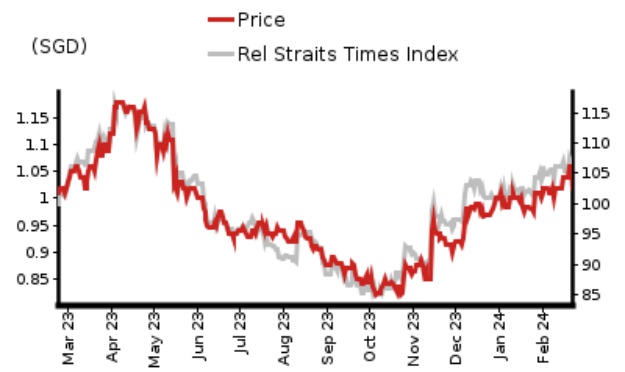 Price
(SGD)
Rel Straits Times Index
1.15
1.1
1.05
1
0.95
0.9
0.85
115
110
105
100
95
90
85
Mar 23
Apr 23
May 23
Jun 23
Jul 23
Aug 23
Sep 23
Oct 23
Nov 23
Dec 23
Jan 24
Feb 24